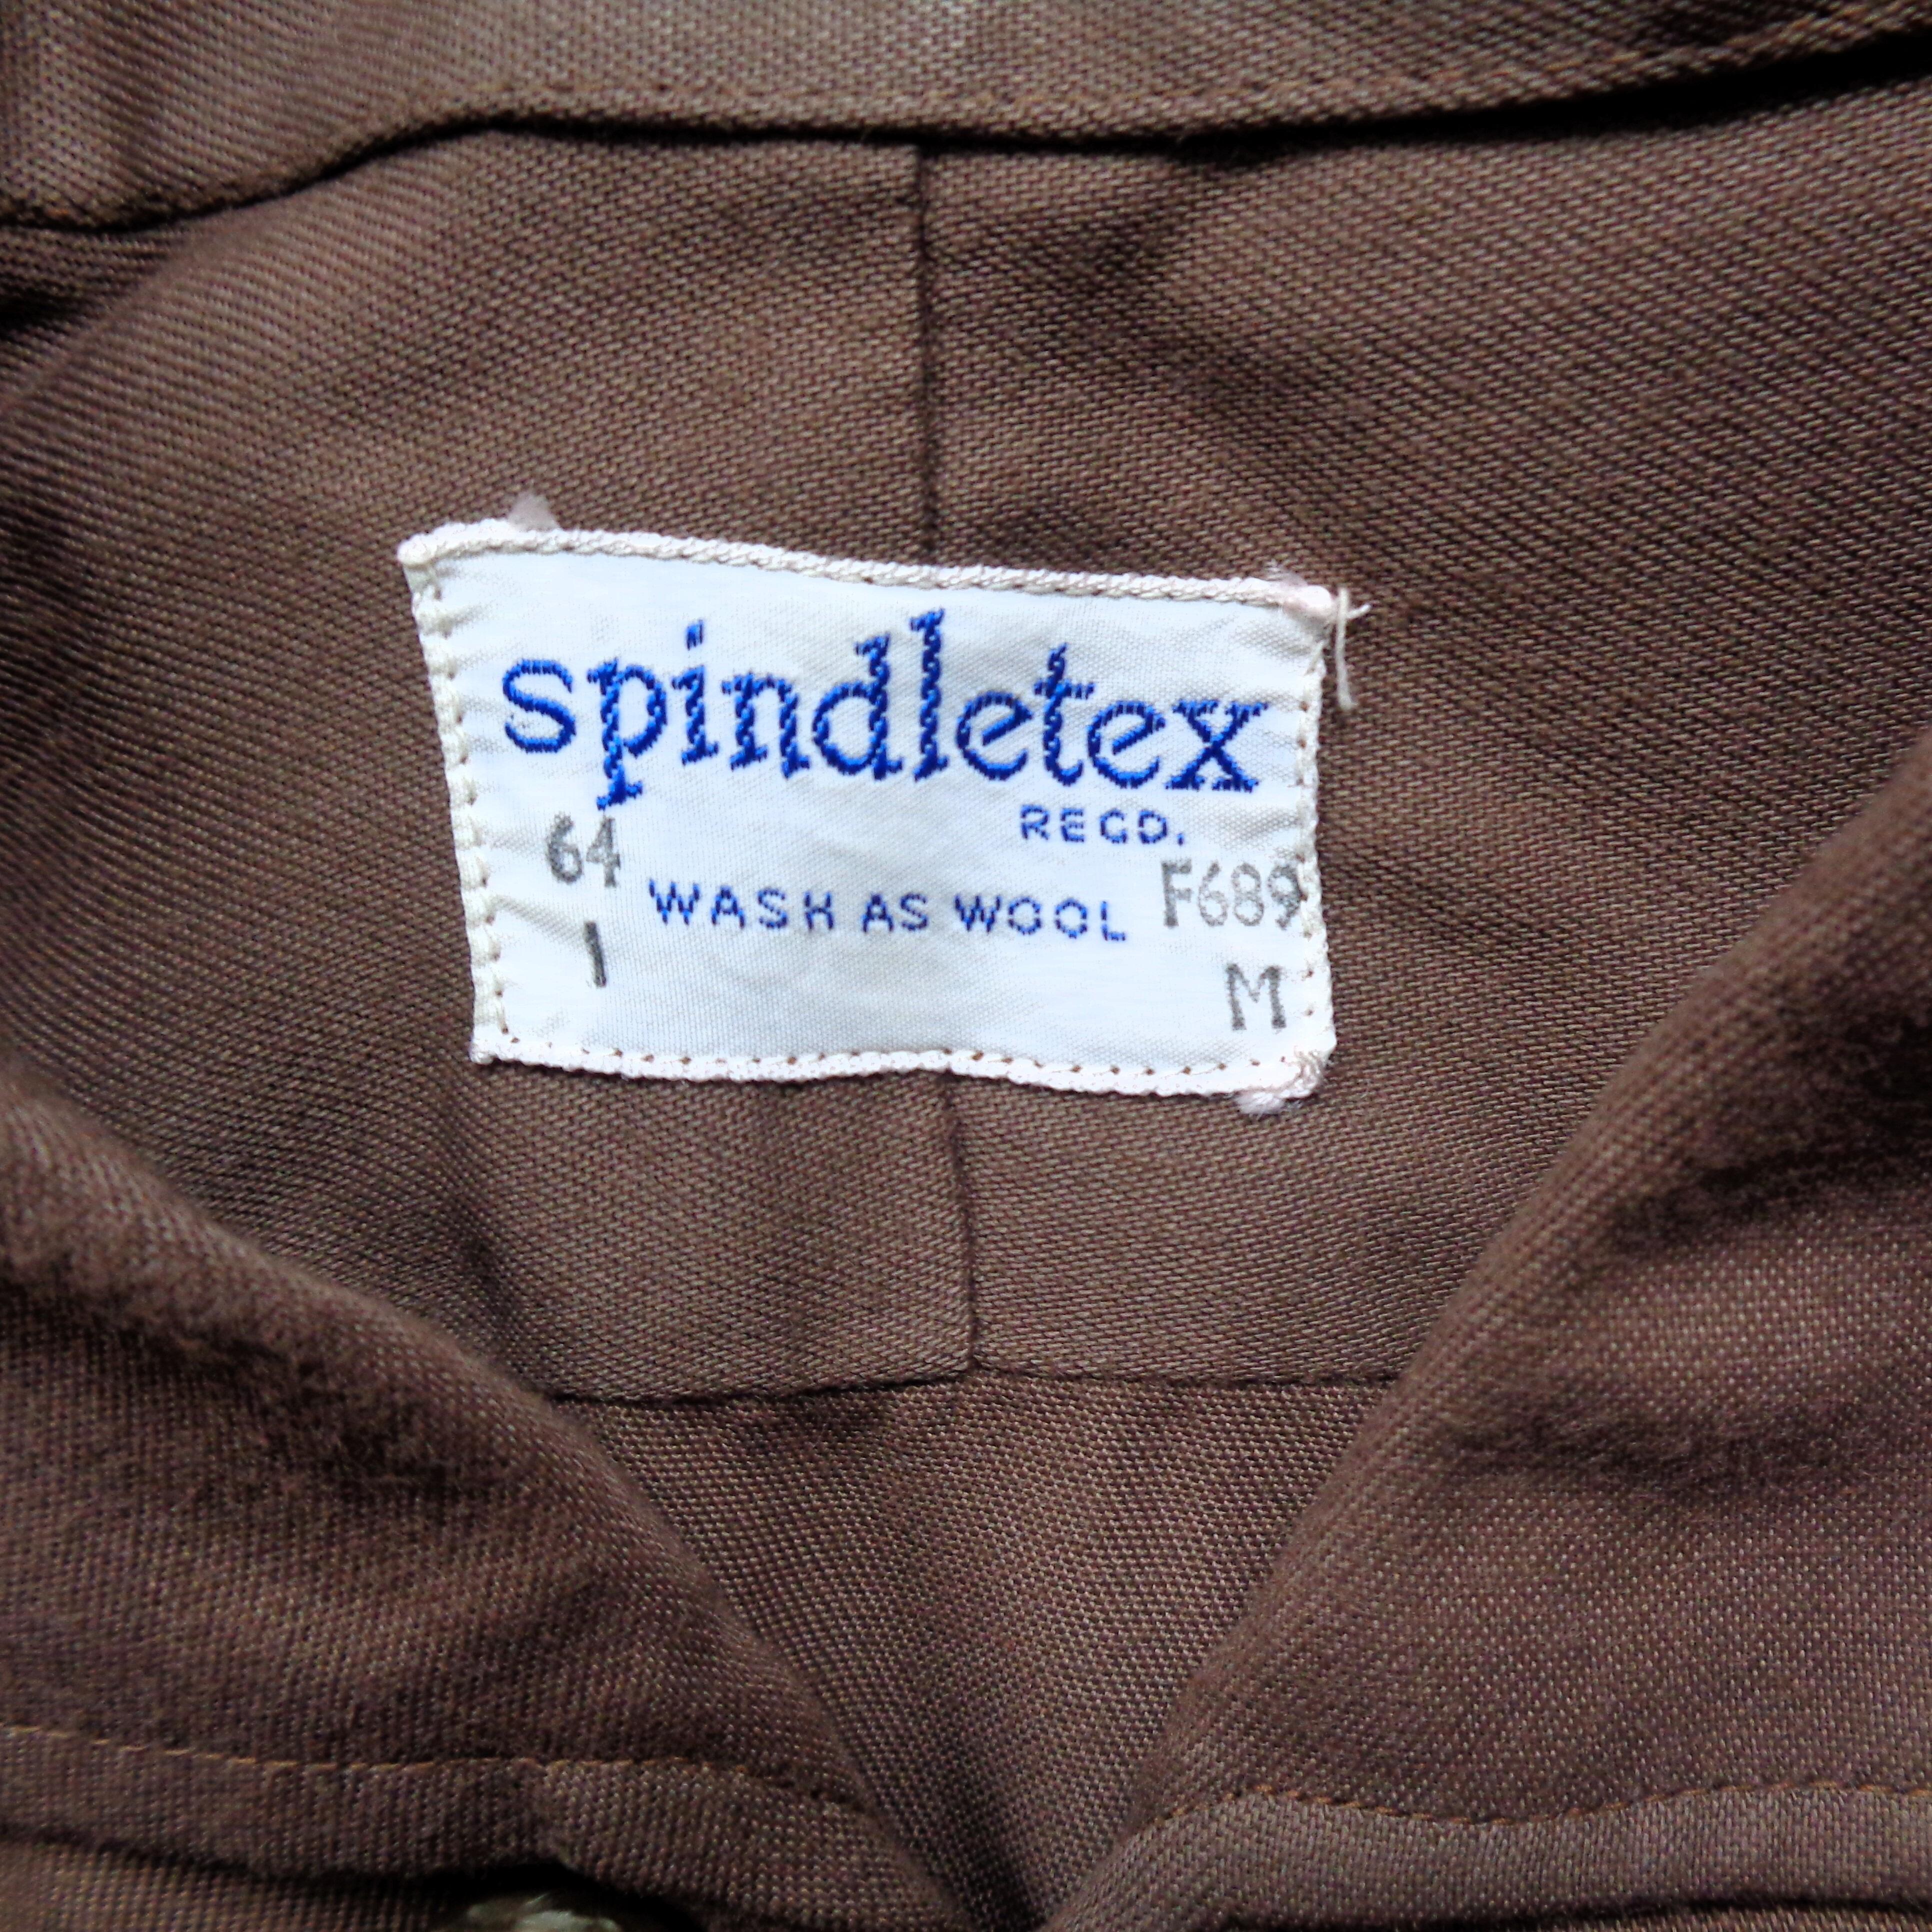 spindletex
REGD.
64
WASH AS WOOL
F689
1
M